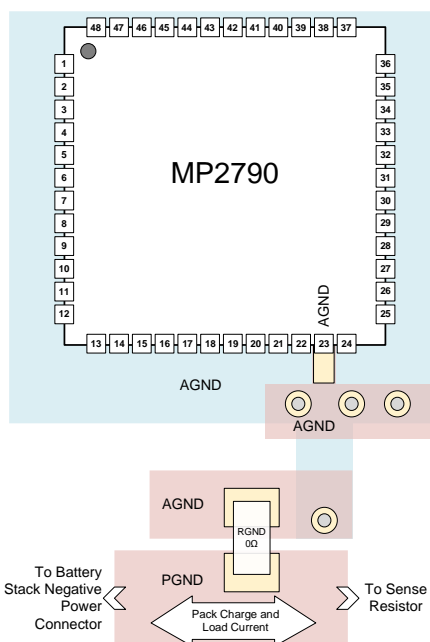 48 47 46 45 44 43 42 41 40 39 38 37
1 36
2 35
3 34
4 33
5 32
6 31
7 30
8 29
9 28
10 27
11 26
12 25
MP2790
AGND
13 14 15 16 17 18 19 20 21 22 23 24
AGND
AGND
AGND
RGND
0Ω
PGND
To Battery
Stack Negative
Power
Connector
Pack Charge and
Load Current
To Sense
Resistor